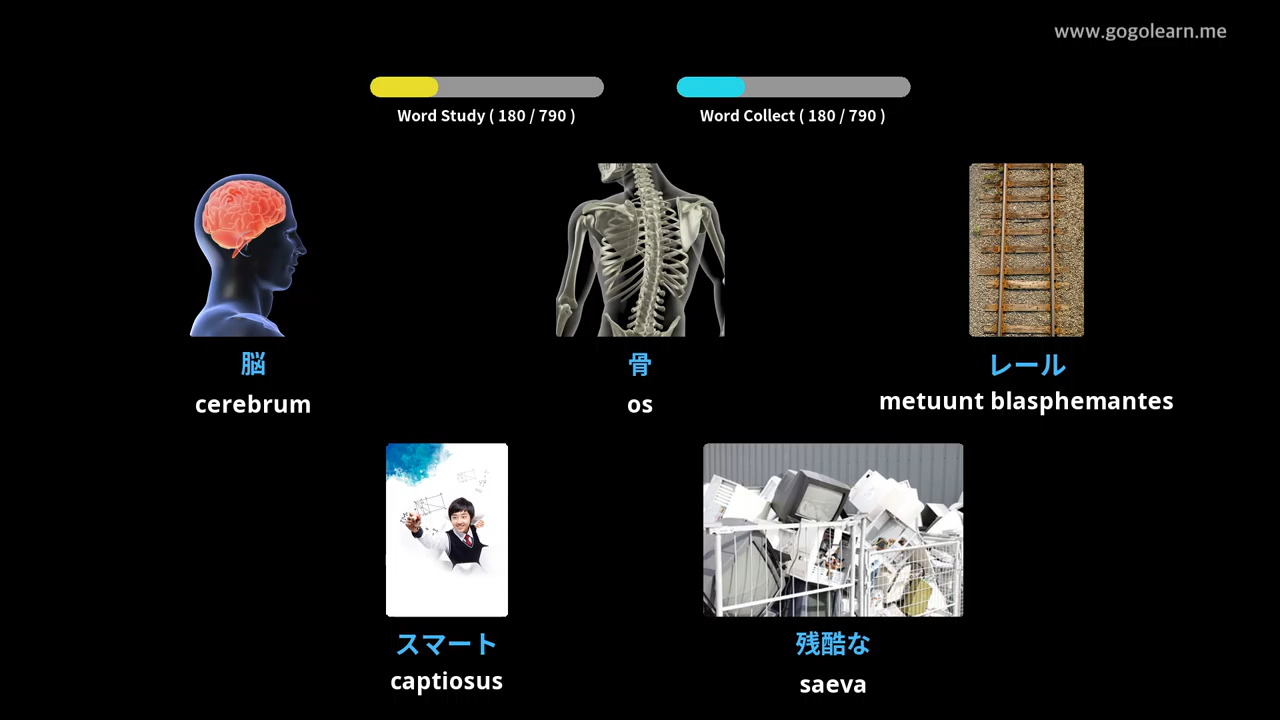 www.gogolearn.me
Word Study ( 180 / 790 )
Word Collect ( 180 / 790 )
脳
cerebrum
骨
os
レール
metuunt blasphemantes
スマート
captiosus
残酷な
saeva